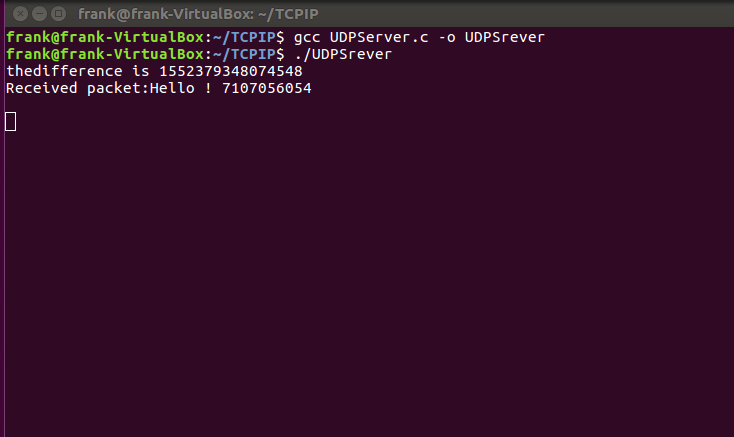 frank@frank-VirtualBox: ~/TCPIP
frank@frank-VirtualBox:~/TCPIP$ gcc UDPServer.c -o UDPSrever
frank@frank-VirtualBox:~/TCPIP$ ./UDPSrever
thedifference is 1552379348074548
Received packet:Hello ! 7107056054